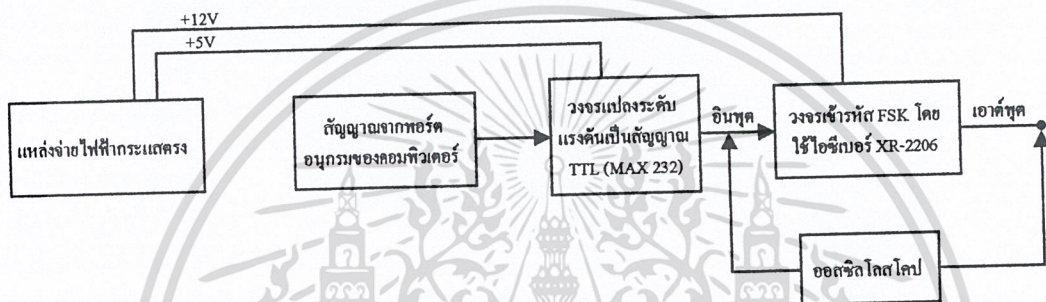 +12V
+5V
แหล่งจ่ายไฟฟ้ากระแสตรง
สัญญาณจากพอร์ต
อนุกรมของคอมพิวเตอร์
วงจรแปลงระดับ
แรงดันเป็นสัญญาณ
TTL (MAX 232)
อินพุต
วงจรเข้ารหัส FSK โดย
ใช้ไอซีเบอร์ XR-2206
เอาต์พุต
ออสซิลโลสโคป